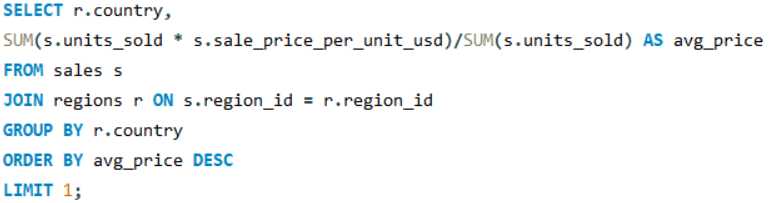 SELECT r.country,
SUM(s.units_sold * s.sale_price_per_unit_usd)/SUM(s.units_sold) AS avg_price
FROM sales s
JOIN regions r ON s.region_id = r.region_id
GROUP BY r.country
ORDER BY avg_price DESC
LIMIT 1;